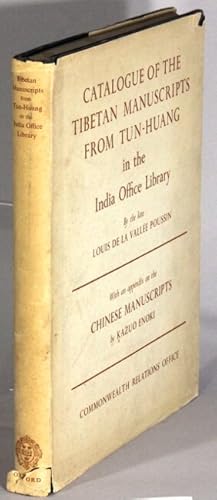 Tibetan
Manuscripts
from
Tun-Huang
in the
India Office
Library
OXFORD
CATALOGUE OF THE
TIBETAN MANUSCRIPTS
FROM TUN-HUANG
in the
India Office Library
By the late
LOUIS DE LA VALLÉE POUSSIN
With an appendix on the
CHINESE MANUSCRIPTS
by KAZUO ENOKI
COMMONWEALTH RELATIONS OFFICE